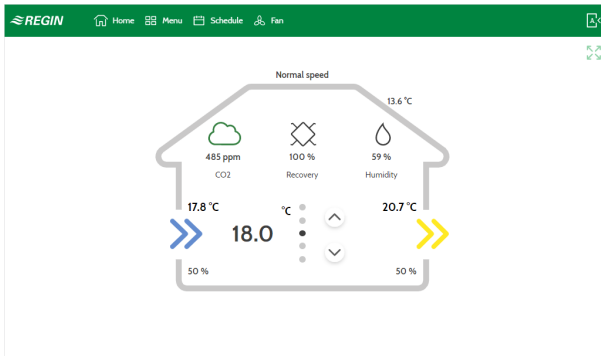 REGIN Home Menu Schedule Fan A
Normal speed
13.6 °C
485 ppm 100 % 59 %
CO2 Recovery Humidity
17.8 °C °C 20.7 °C
18.0
50 % 50 %